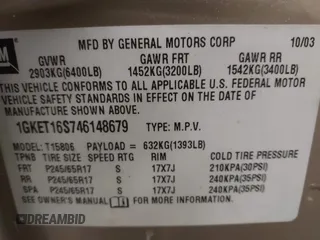 GM MFD BY GENERAL MOTORS CORP 10/03
GVWR GAWR FRT GAWR RR
2903KG(6400LB) 1452KG(3200LB) 1542KG(3400LB)
THIS VEHICLE CONFORMS TO ALL APPLICABLE U.S. FEDERAL MOTOR
VEHICLE SAFETY STANDARDS IN EFFECT ON THE DATE OF
MANUFACTURE SHOWN ABOVE.
1GKET16S746148679 TYPE: M.P.V.
MODEL: T15806 PAYLOAD = 632KG(1393LB)
TPNB TIRE SIZE SPEED RTG RIM COLD TIRE PRESSURE
FRT P245/65R17 S 17X7J 210KPA(30PSI)
RR P245/65R17 S 17X7J 240KPA(35PSI)
SPA P245/65R17 S 17X7J 240KPA(35PSI)
SEE OWNER'S MANUAL FOR MORE INFORMATION.
DREAMBID